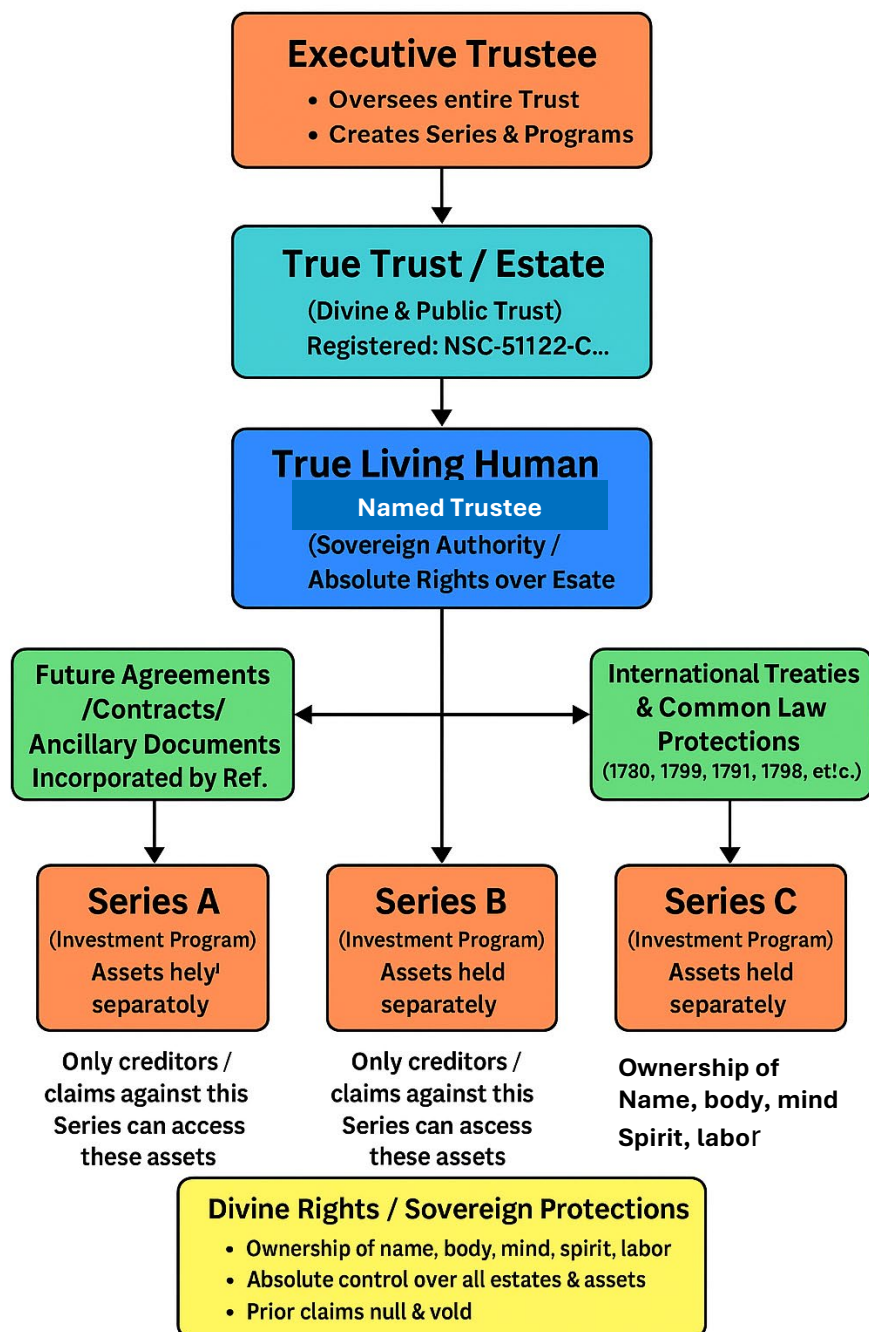 Executive Trustee
• Oversees entire Trust
• Creates Series & Programs
True Trust / Estate
(Divine & Public Trust)
Registered: NSC-51122-C...
True Living Human
Named Trustee
(Sovereign Authority /
Absolute Rights over Esate
Future Agreements
/Contracts/
Ancillary Documents
Incorporated by Ref.
International Treaties
& Common Law
Protections
(1780, 1799, 1791, 1798, et!c.)
Series A
(Investment Program)
Assets helyᴵ
separatoly
Only creditors /
claims against this
Series can access
these assets
Series B
(Investment Program)
Assets held
separately
Only creditors /
claims against this
Series can ascess
these assets
Series C
(Investment Program)
Assets held
separately
Ownership of
Name, body, mind
Spirit, labor
Divine Rights / Sovereign Protections
• Ownership of name, body, mind, spirit, labor
• Absolute control over all estates & assets
• Prior claims null & vold